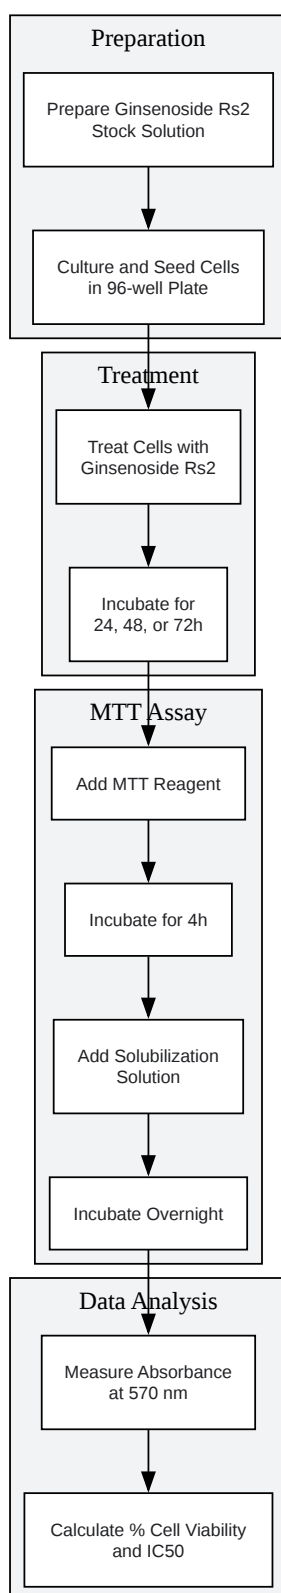 Preparation
Prepare Ginsenoside Rs2
Stock Solution
Culture and Seed Cells
in 96-well Plate
Treatment
Treat Cells with
Ginsenoside Rs2
Incubate for
24, 48, or 72h
MTT Assay
Add MTT Reagent
Incubate for 4h
Add Solubilization
Solution
Incubate Overnight
Data Analysis
Measure Absorbance
at 570 nm
Calculate % Cell Viability
and IC50